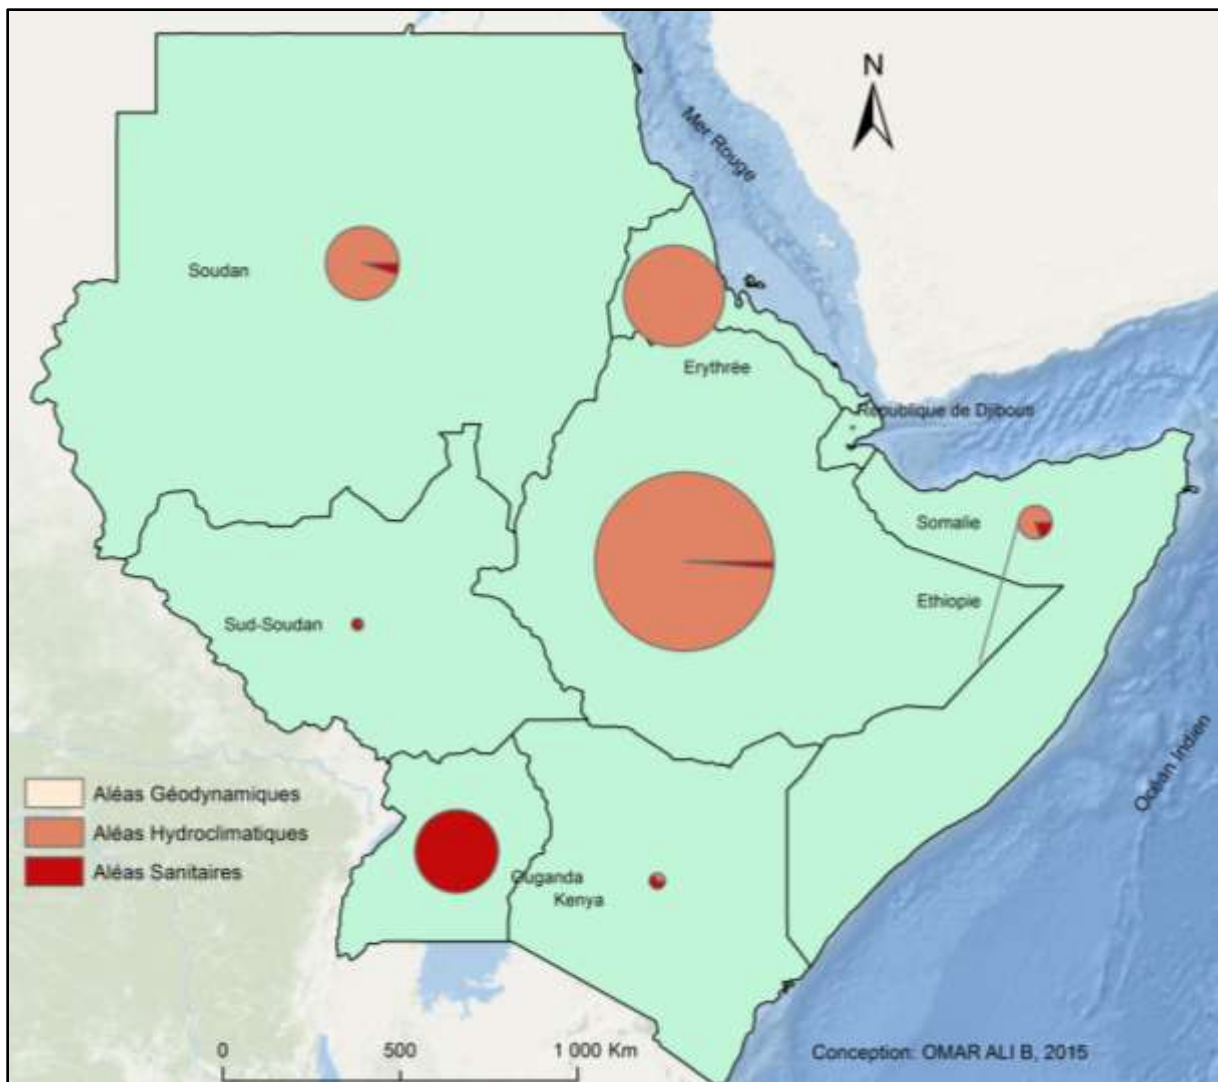 N
Mer Rouge
Soudan
Erythrée
République de Djibouti
Somalie
Ethiopie
Sud-Soudan
Océan Indien
Aléas Géodynamiques
Aléas Hydroclimatiques
Aléas Sanitaires
Ouganda
Kenya
0 500 1 000 Km
Conception: OMAR ALI B, 2015